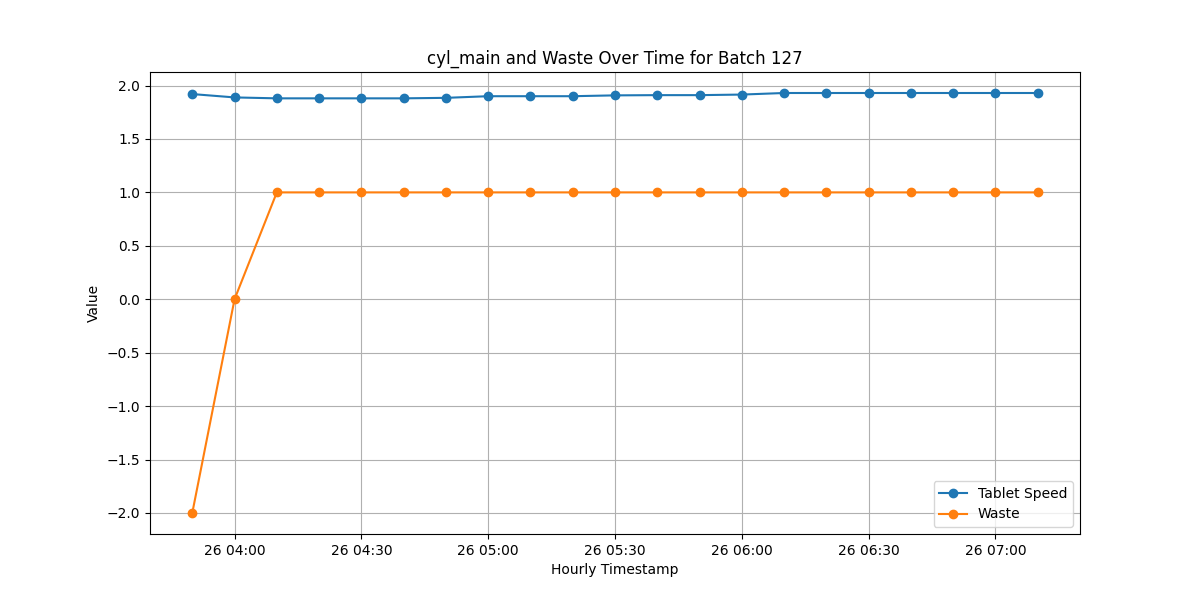 cyl_main and Waste Over Time for Batch 127
Value
2.0
1.5
1.0
0.5
0.0
−0.5
−1.0
−1.5
−2.0
Tablet Speed
Waste
26 04:00 26 04:30 26 05:00 26 05:30 26 06:00 26 06:30 26 07:00
Hourly Timestamp